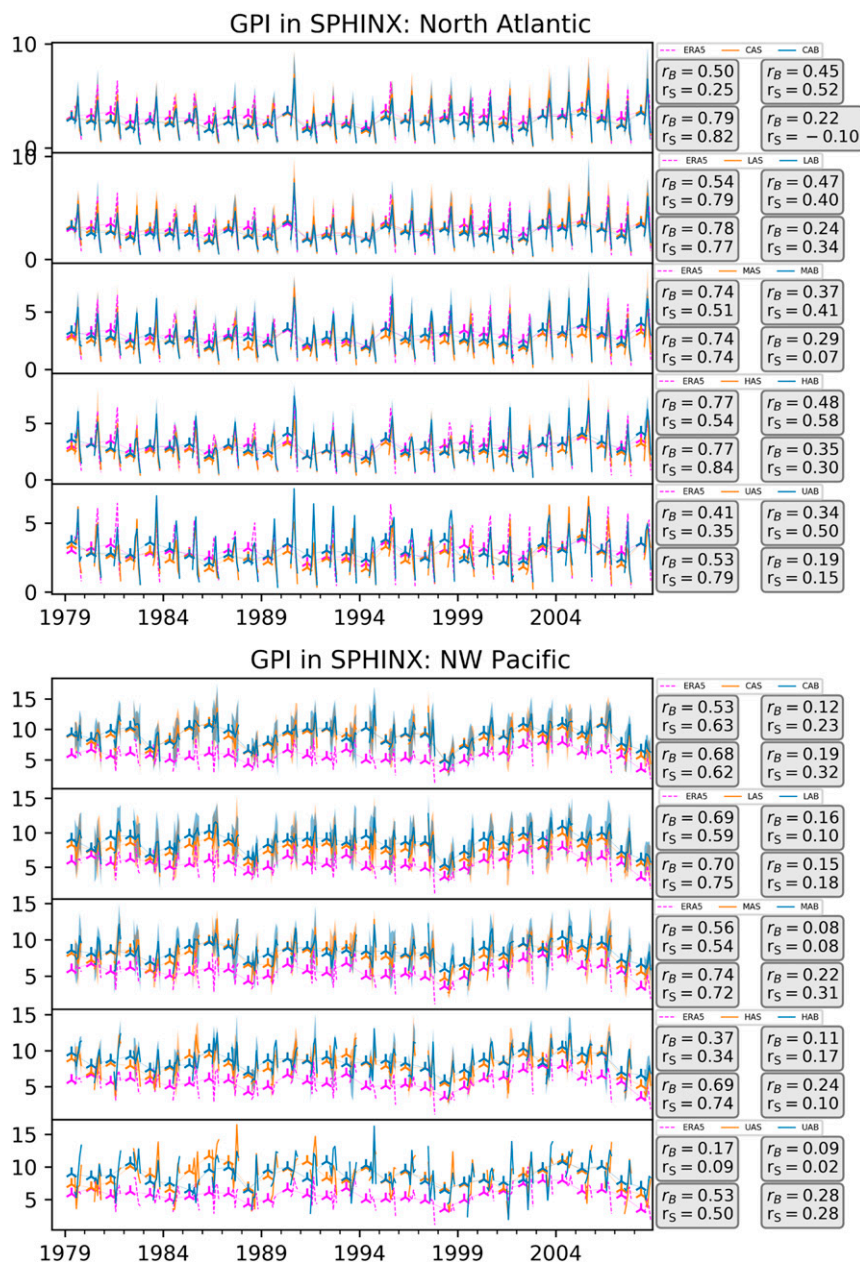 GPI in SPHINX: North Atlantic
10
0
ERA5 CAS CAB
r_B = 0.50 r_B = 0.45
r_S = 0.25 r_S = 0.52
r_B = 0.79 r_B = 0.22
r_S = 0.82 r_S = −0.10
10
0
ERA5 LAS LAB
r_B = 0.54 r_B = 0.47
r_S = 0.79 r_S = 0.40
r_B = 0.78 r_B = 0.24
r_S = 0.77 r_S = 0.34
5
0
ERA5 MAS MAB
r_B = 0.74 r_B = 0.37
r_S = 0.51 r_S = 0.41
r_B = 0.74 r_B = 0.29
r_S = 0.74 r_S = 0.07
5
0
ERA5 HAS HAB
r_B = 0.77 r_B = 0.48
r_S = 0.54 r_S = 0.58
r_B = 0.77 r_B = 0.35
r_S = 0.84 r_S = 0.30
5
0
ERA5 UAS UAB
r_B = 0.41 r_B = 0.34
r_S = 0.35 r_S = 0.50
r_B = 0.53 r_B = 0.19
r_S = 0.79 r_S = 0.15
1979 1984 1989 1994 1999 2004
GPI in SPHINX: NW Pacific
15
10
5
ERA5 CAS CAB
r_B = 0.53 r_B = 0.12
r_S = 0.63 r_S = 0.23
r_B = 0.68 r_B = 0.19
r_S = 0.62 r_S = 0.32
15
10
5
ERA5 LAS LAB
r_B = 0.69 r_B = 0.16
r_S = 0.59 r_S = 0.10
r_B = 0.70 r_B = 0.15
r_S = 0.75 r_S = 0.18
15
10
5
ERA5 MAS MAB
r_B = 0.56 r_B = 0.08
r_S = 0.54 r_S = 0.08
r_B = 0.74 r_B = 0.22
r_S = 0.72 r_S = 0.31
15
10
5
ERA5 HAS HAB
r_B = 0.37 r_B = 0.11
r_S = 0.34 r_S = 0.17
r_B = 0.69 r_B = 0.24
r_S = 0.74 r_S = 0.10
15
10
5
ERA5 UAS UAB
r_B = 0.17 r_B = 0.09
r_S = 0.09 r_S = 0.02
r_B = 0.53 r_B = 0.28
r_S = 0.50 r_S = 0.28
1979 1984 1989 1994 1999 2004